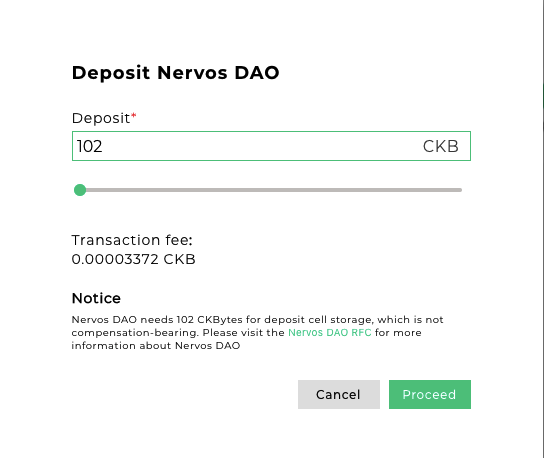 Deposit Nervos DAO
Deposit*
102 CKB
Transaction fee:
0.00003372 CKB
Notice
Nervos DAO needs 102 CKBytes for deposit cell storage, which is not
compensation-bearing. Please visit the Nervos DAO RFC for more
information about Nervos DAO
Cancel Proceed